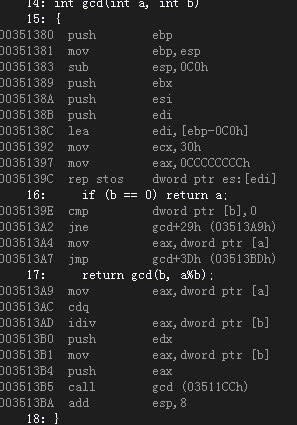 14: int gcd(int a, int b)
15: {
00351380 push ebp
00351381 mov ebp,esp
00351383 sub esp,0C0h
00351389 push ebx
0035138A push esi
0035138B push edi
0035138C lea edi,[ebp-0C0h]
00351392 mov ecx,30h
00351397 mov eax,0CCCCCCCCh
0035139C rep stos dword ptr es:[edi]
16: if (b == 0) return a;
0035139E cmp dword ptr [b],0
003513A2 jne gcd+29h (03513A9h)
003513A4 mov eax,dword ptr [a]
003513A7 jmp gcd+3Dh (03513BDh)
17: return gcd(b, a%b);
003513A9 mov eax,dword ptr [a]
003513AC cdq
003513AD idiv eax,dword ptr [b]
003513B0 push edx
003513B1 mov eax,dword ptr [b]
003513B4 push eax
003513B5 call gcd (03511CCh)
003513BA add esp,8
18: }